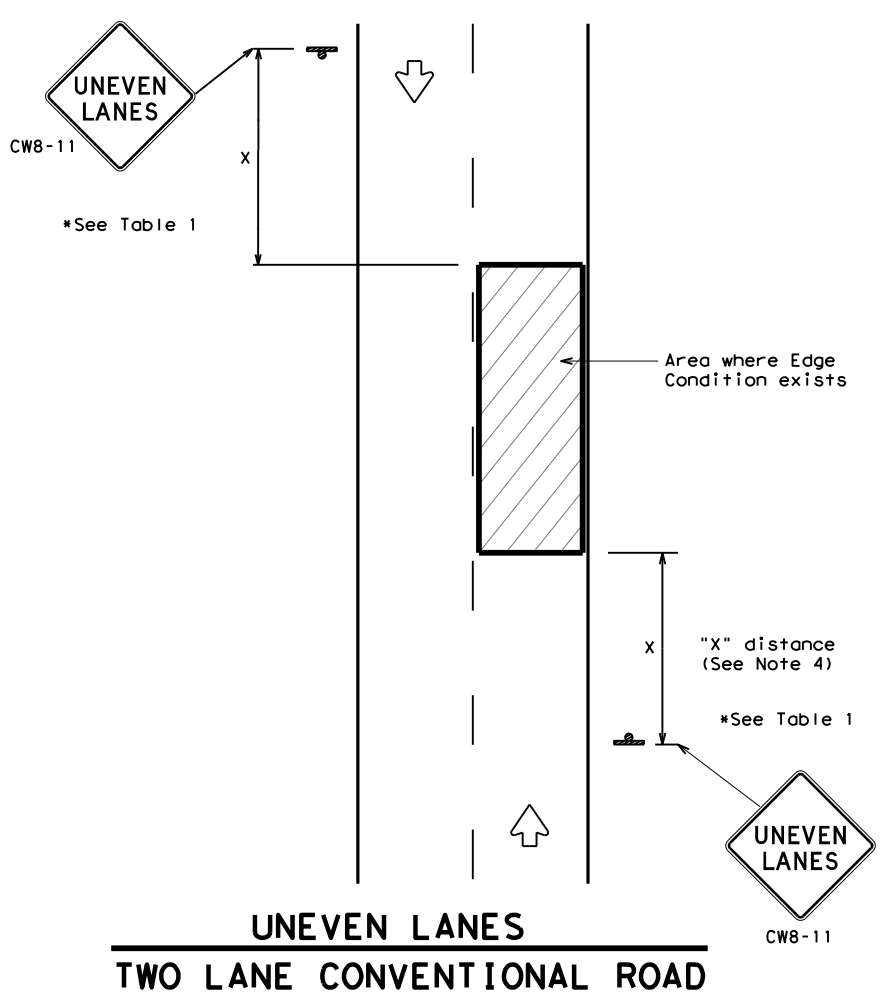 UNEVEN
LANES
CW8-11
X
*See Table 1
Area where Edge
Condition exists
X
"X" distance
(See Note 4)
*See Table 1
UNEVEN
LANES
CW8-11
UNEVEN LANES
TWO LANE CONVENTIONAL ROAD